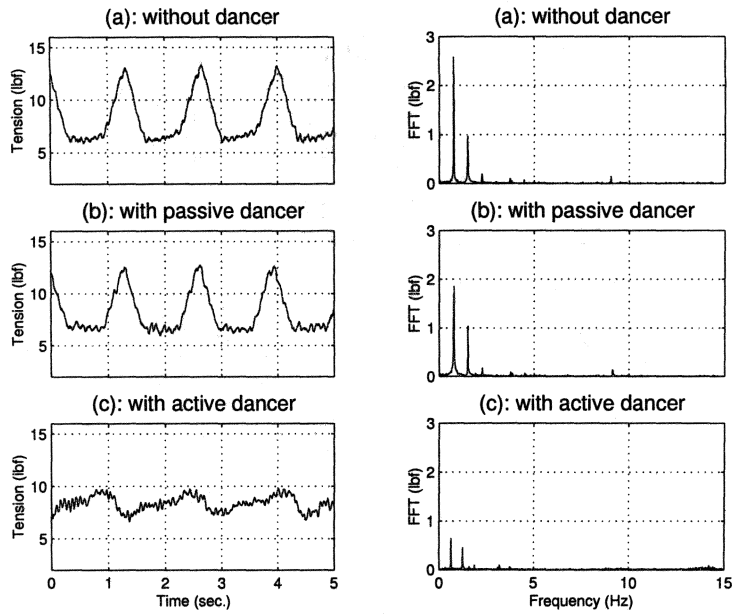 (a): without dancer
15
10
5
0 1 2 3 4 5
Tension (lbf)
(b): with passive dancer
15
10
5
0 1 2 3 4 5
Tension (lbf)
(c): with active dancer
15
10
5
0 1 2 3 4 5
Tension (lbf)
Time (sec.)
(a): without dancer
3
2
1
0
0 5 10 15
FFT (lbf)
(b): with passive dancer
3
2
1
0
0 5 10 15
FFT (lbf)
(c): with active dancer
3
2
1
0
0 5 10 15
FFT (lbf)
Frequency (Hz)